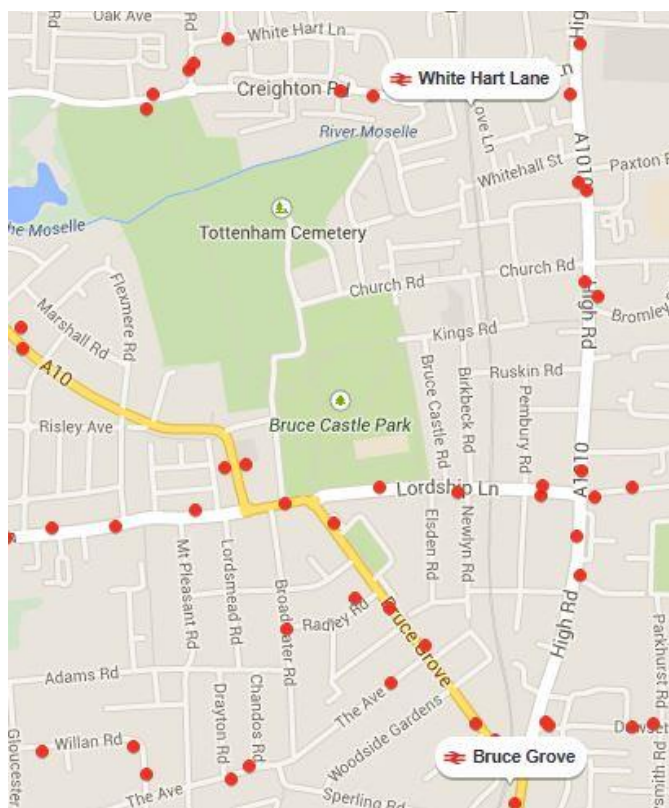 Oak Ave
White Hart Ln
White Hart Lane
Creighton Rd
River Moselle
A1010
Whitehall St
Tottenham Cemetery
Moselle
Church Rd
Church Rd
Flexmere Rd
Marshall Rd
High Rd
Kings Rd
A10
Ruskin Rd
Bruce Castle Rd
Birkbeck Rd
Pembury Rd
Risley Ave
Bruce Castle Park
A1010
Lordship Ln
Elsden Rd
Newlyn Rd
Mt Pleasant Rd
Lordsmead Rd
Broadwater Rd
Radley Rd
Bruce Grove
High Rd
Parkhurst Rd
Adams Rd
The Ave
Woodside Gardens
Drayton Rd
Chandos Rd
Willan Rd
Gloucester
Bruce Grove
The Ave
Sperling Rd